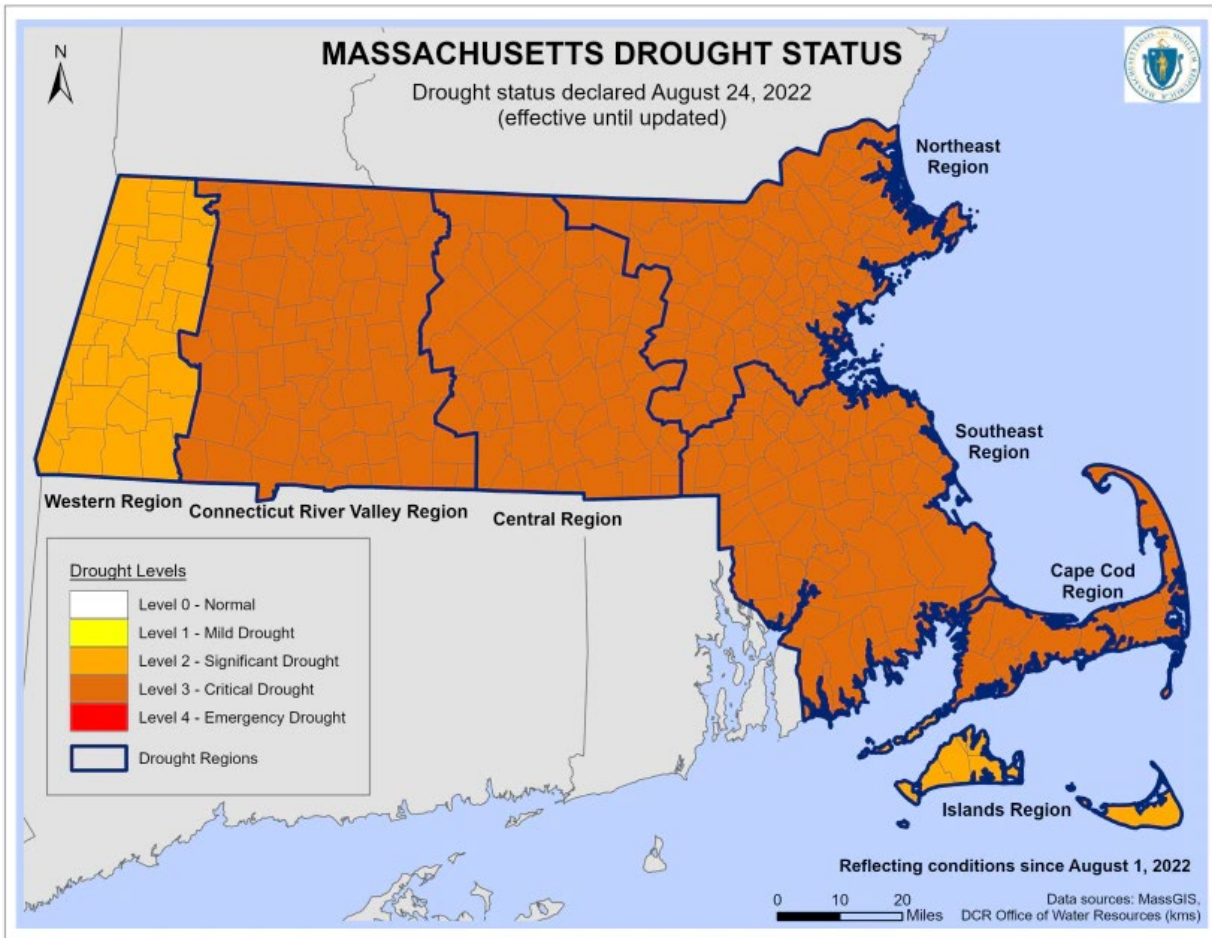 MASSACHUSETTS DROUGHT STATUS
Drought status declared August 24, 2022
(effective until updated)
N
Northeast
Region
Southeast
Region
Cape Cod
Region
Western Region
Connecticut River Valley Region
Central Region
Drought Levels
Level 0 - Normal
Level 1 - Mild Drought
Level 2 - Significant Drought
Level 3 - Critical Drought
Level 4 - Emergency Drought
Drought Regions
Islands Region
Reflecting conditions since August 1, 2022
0 10 20
Miles
Data sources: MassGIS,
DCR Office of Water Resources (kms)